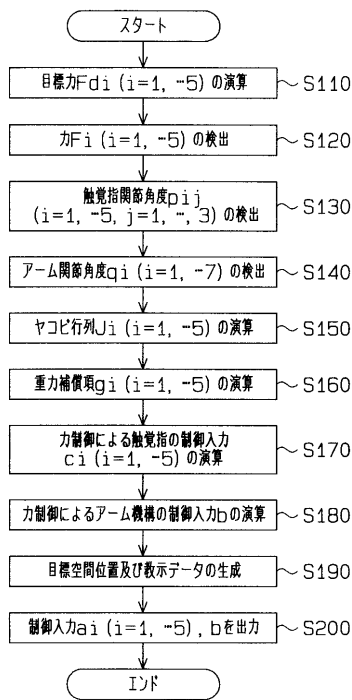 スタート
目標力Fdi (i=1, …5) の演算
S110
力Fi (i=1, …5) の検出
S120
触覚指関節角度pij
(i=1, …5, j=1, …, 3) の検出
S130
アーム関節角度qi (i=1, …7) の検出
S140
ヤコビ行列Ji (i=1, …5) の演算
S150
重力補償項gi (i=1, …5) の演算
S160
力制御による触覚指の制御入力
ci (i=1, …5) の演算
S170
力制御によるアーム機構の制御入力bの演算
S180
目標空間位置及び教示データの生成
S190
制御入力ai (i=1, …5) , bを出力
S200
エンド